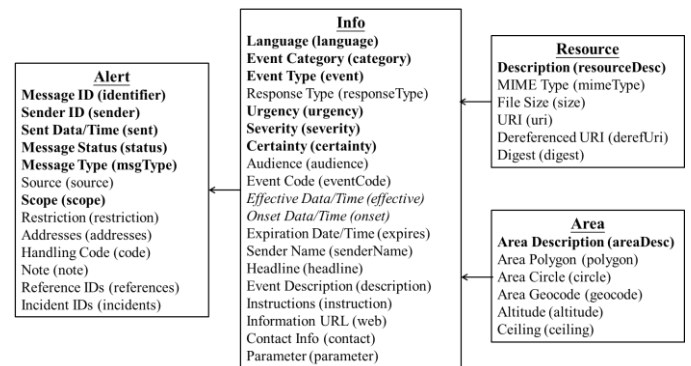 Alert
Message ID (identifier)
Sender ID (sender)
Sent Data/Time (sent)
Message Status (status)
Message Type (msgType)
Source (source)
Scope (scope)
Restriction (restriction)
Addresses (addresses)
Handling Code (code)
Note (note)
Reference IDs (references)
Incident IDs (incidents)
Info
Language (language)
Event Category (category)
Event Type (event)
Response Type (responseType)
Urgency (urgency)
Severity (severity)
Certainty (certainty)
Audience (audience)
Event Code (eventCode)
Effective Data/Time (effective)
Onset Data/Time (onset)
Expiration Date/Time (expires)
Sender Name (senderName)
Headline (headline)
Event Description (description)
Instructions (instruction)
Information URL (web)
Contact Info (contact)
Parameter (parameter)
Resource
Description (resourceDesc)
MIME Type (mimeType)
File Size (size)
URI (uri)
Dereferenced URI (derefUri)
Digest (digest)
Area
Area Description (areaDesc)
Area Polygon (polygon)
Area Circle (circle)
Area Geocode (geocode)
Altitude (altitude)
Ceiling (ceiling)